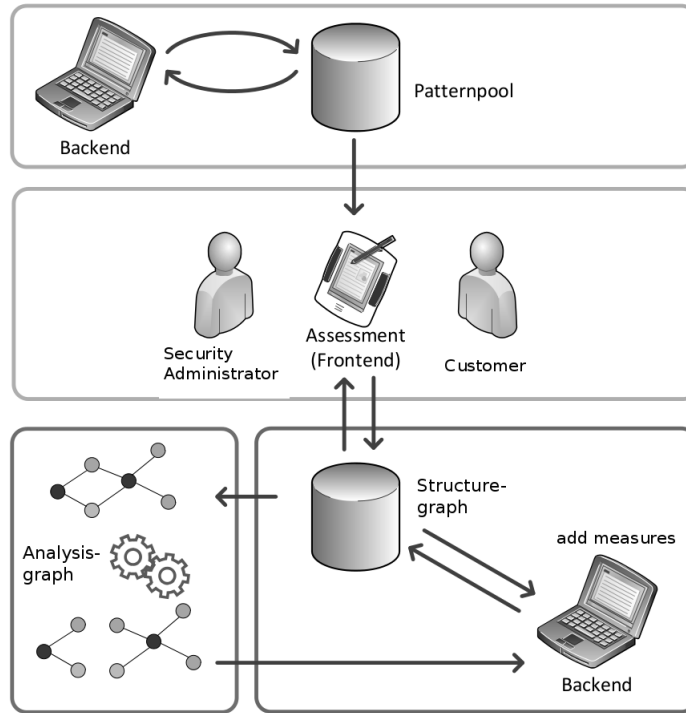 Patternpool
Backend
Assessment
(Frontend)
Security
Administrator
Customer
Structure-
graph
Analysis-
graph
add measures
Backend